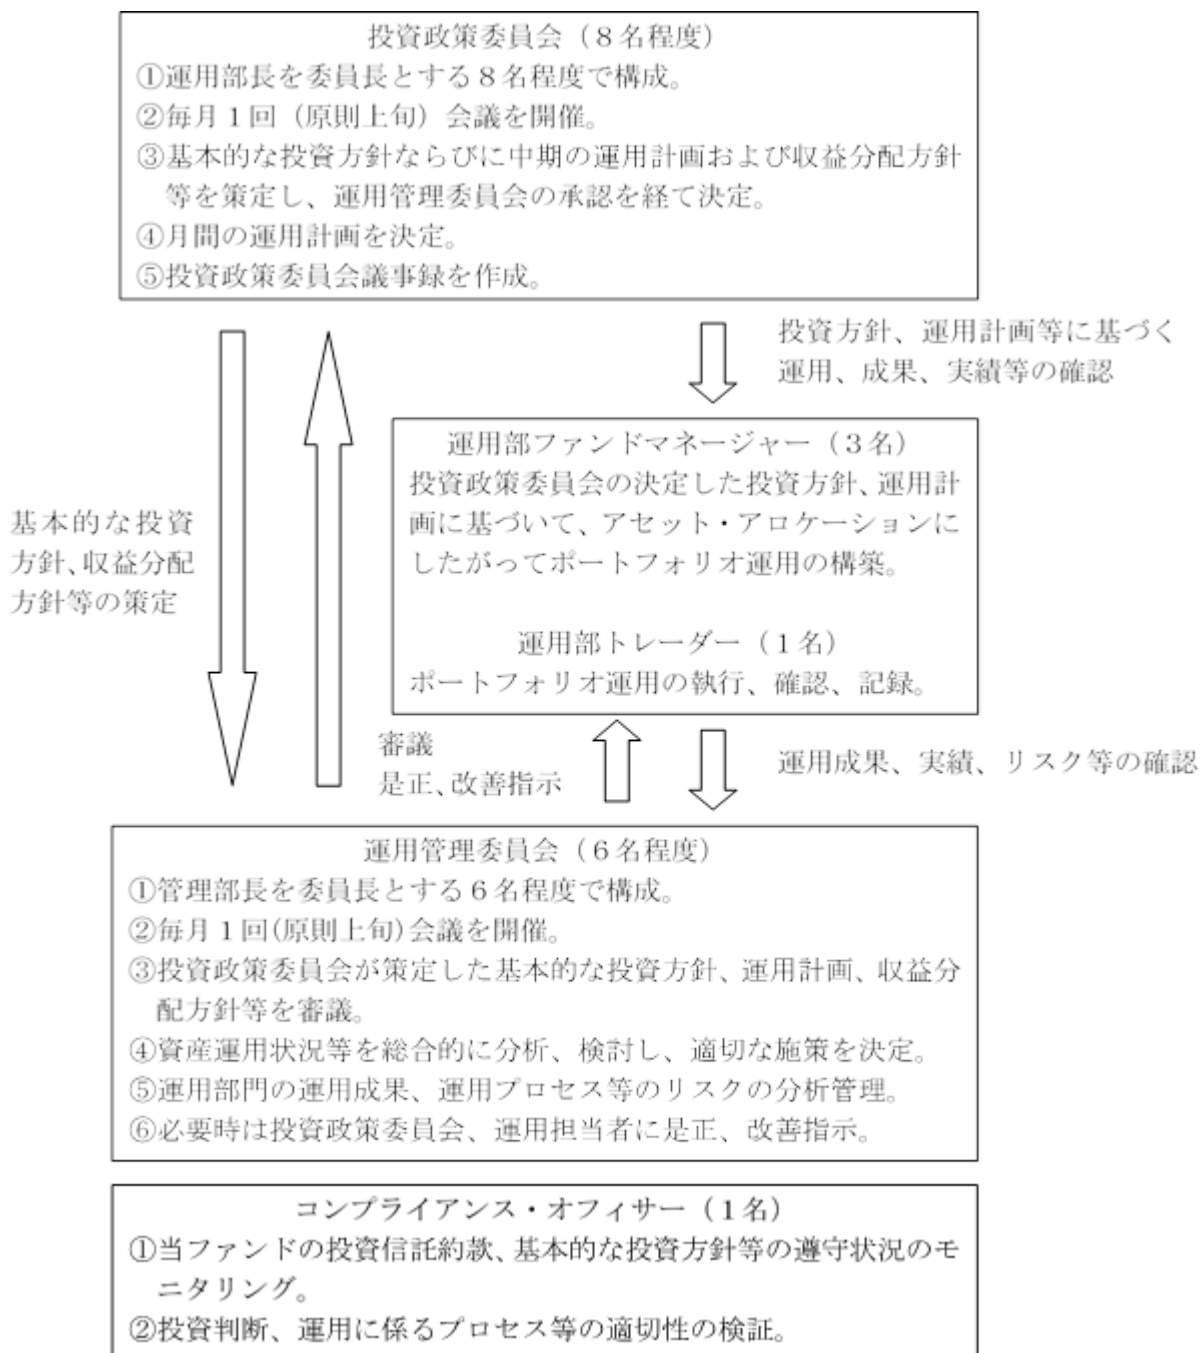 投資政策委員会（８名程度）
①運用部長を委員長とする８名程度で構成。
②毎月１回（原則上旬）会議を開催。
③基本的な投資方針ならびに中期の運用計画および収益分配方針
等を策定し、運用管理委員会の承認を経て決定。
④月間の運用計画を決定。
⑤投資政策委員会議事録を作成。
投資方針、運用計画等に基づく
運用、成果、実績等の確認
基本的な投資
方針、収益分配
方針等の策定
運用部ファンドマネージャー（３名）
投資政策委員会の決定した投資方針、運用計
画に基づいて、アセット・アロケーションに
したがってポートフォリオ運用の構築。
運用部トレーダー（１名）
ポートフォリオ運用の執行、確認、記録。
審議
是正、改善指示
運用成果、実績、リスク等の確認
運用管理委員会（６名程度）
①管理部長を委員長とする６名程度で構成。
②毎月１回(原則上旬)会議を開催。
③投資政策委員会が策定した基本的な投資方針、運用計画、収益分
配方針等を審議。
④資産運用状況等を総合的に分析、検討し、適切な施策を決定。
⑤運用部門の運用成果、運用プロセス等のリスクの分析管理。
⑥必要時は投資政策委員会、運用担当者に是正、改善指示。
コンプライアンス・オフィサー（１名）
①当ファンドの投資信託約款、基本的な投資方針等の遵守状況のモ
ニタリング。
②投資判断、運用に係るプロセス等の適切性の検証。